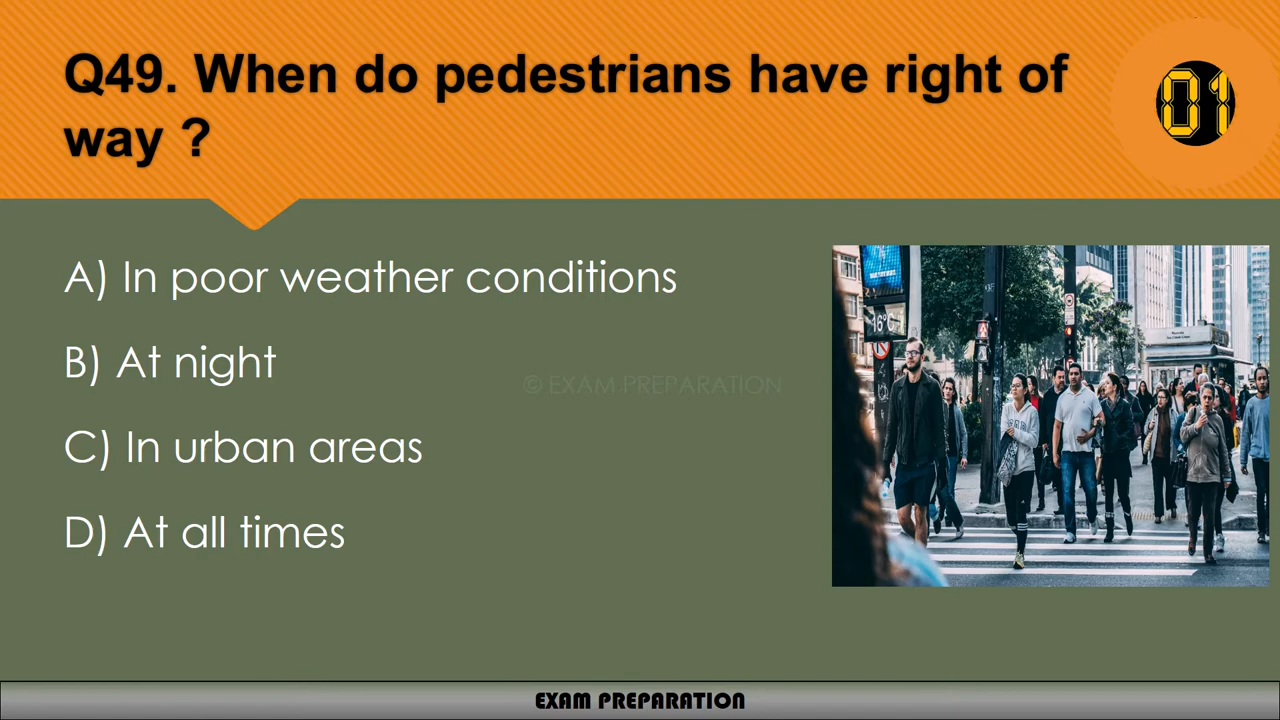 Q49. When do pedestrians have right of
way ?
01
A) In poor weather conditions
B) At night
C) In urban areas
D) At all times
© EXAM PREPARATION
16°C
EXAM PREPARATION